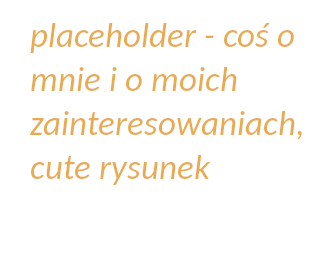 placeholder - coś o
mnie i o moich
zainteresowaniach,
cute rysunek